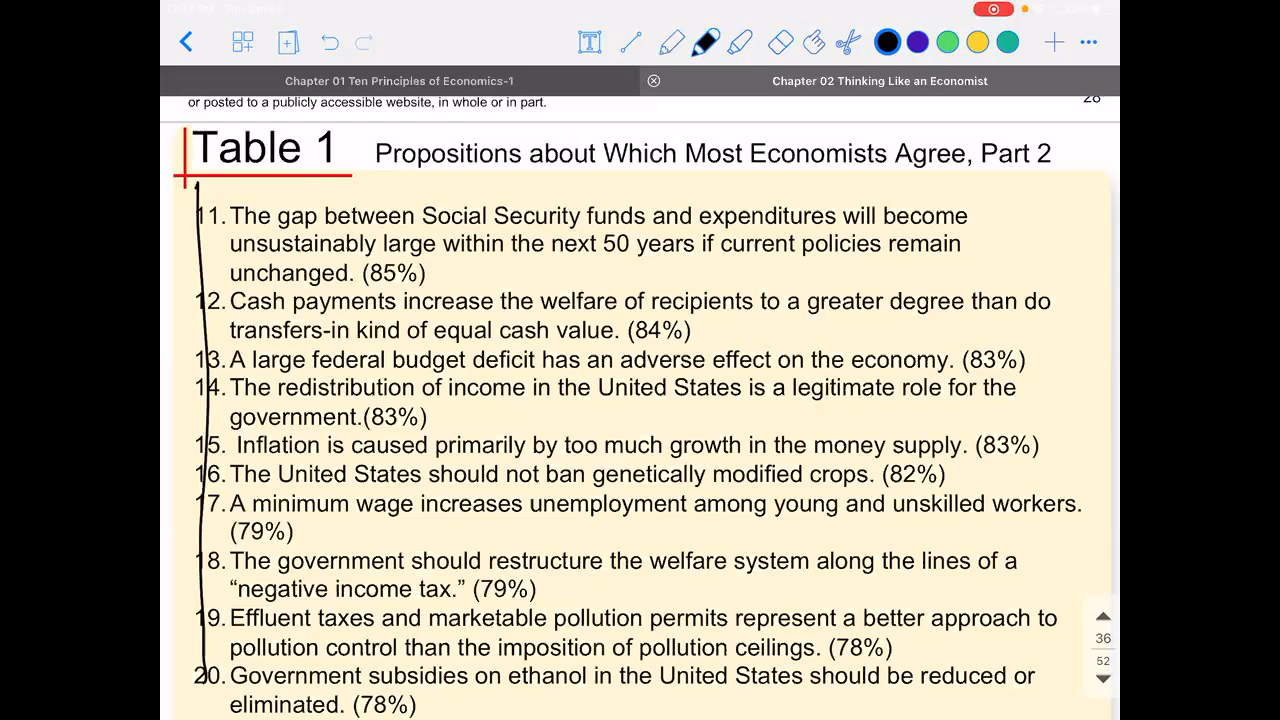 Chapter 01 Ten Principles of Economics-1
Chapter 02 Thinking Like an Economist
or posted to a publicly accessible website, in whole or in part.
28
Table 1 Propositions about Which Most Economists Agree, Part 2
11. The gap between Social Security funds and expenditures will become
unsustainably large within the next 50 years if current policies remain
unchanged. (85%)
12. Cash payments increase the welfare of recipients to a greater degree than do
transfers-in kind of equal cash value. (84%)
13. A large federal budget deficit has an adverse effect on the economy. (83%)
14. The redistribution of income in the United States is a legitimate role for the
government.(83%)
15. Inflation is caused primarily by too much growth in the money supply. (83%)
16. The United States should not ban genetically modified crops. (82%)
17. A minimum wage increases unemployment among young and unskilled workers.
(79%)
18. The government should restructure the welfare system along the lines of a
“negative income tax.” (79%)
19. Effluent taxes and marketable pollution permits represent a better approach to
pollution control than the imposition of pollution ceilings. (78%)
20. Government subsidies on ethanol in the United States should be reduced or
eliminated. (78%)
36
52